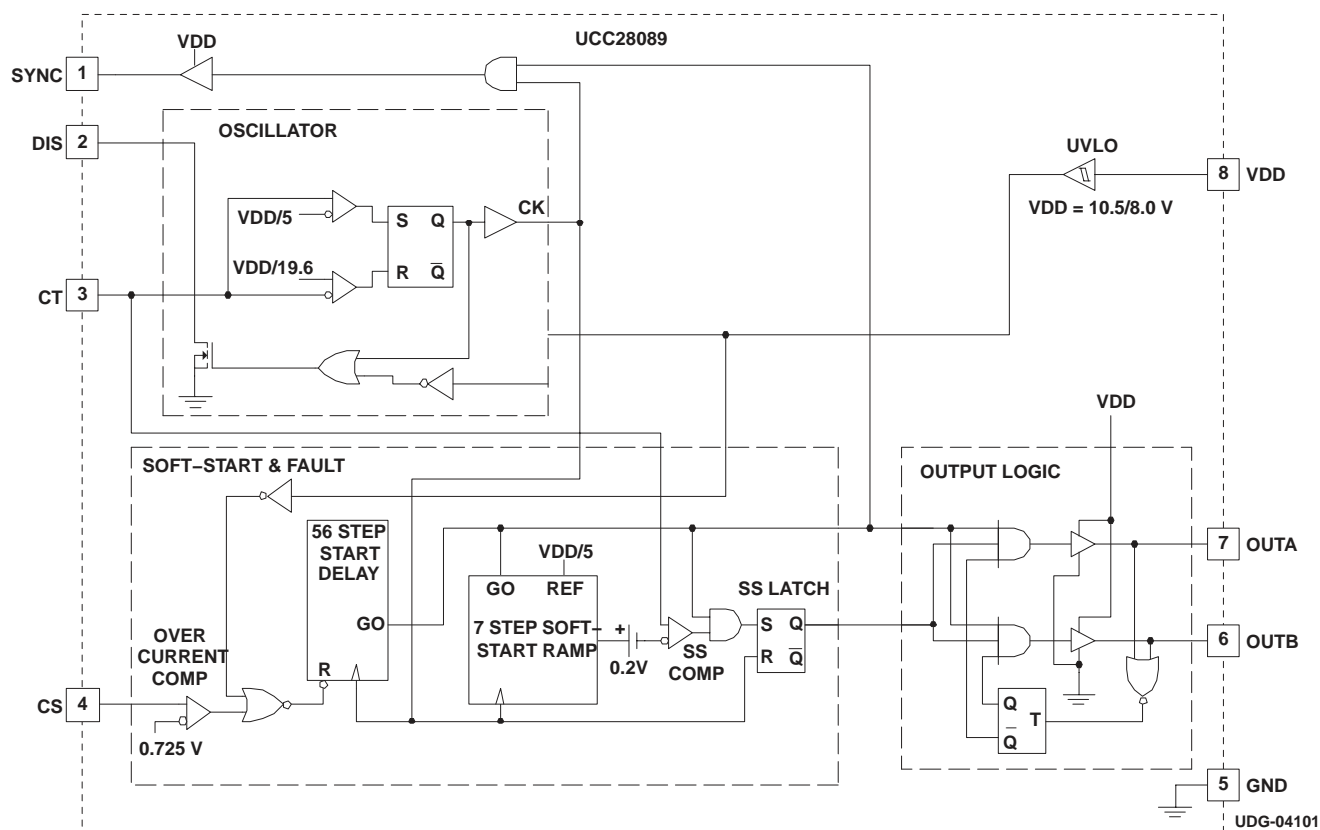 UCC28089
VDD
SYNC 1
DIS 2
OSCILLATOR
VDD/5
S Q
CK
VDD/19.6
R Q̅
CT 3
UVLO
8 VDD
VDD = 10.5/8.0 V
SOFT−START & FAULT
56 STEP
START
DELAY
GO
R
VDD/5
GO REF
7 STEP SOFT−
START RAMP
+
0.2V
SS
COMP
SS LATCH
S Q
R Q̅
OVER
CURRENT
COMP
CS 4
0.725 V
VDD
OUTPUT LOGIC
7 OUTA
6 OUTB
Q
T
Q̅
5 GND
UDG-04101